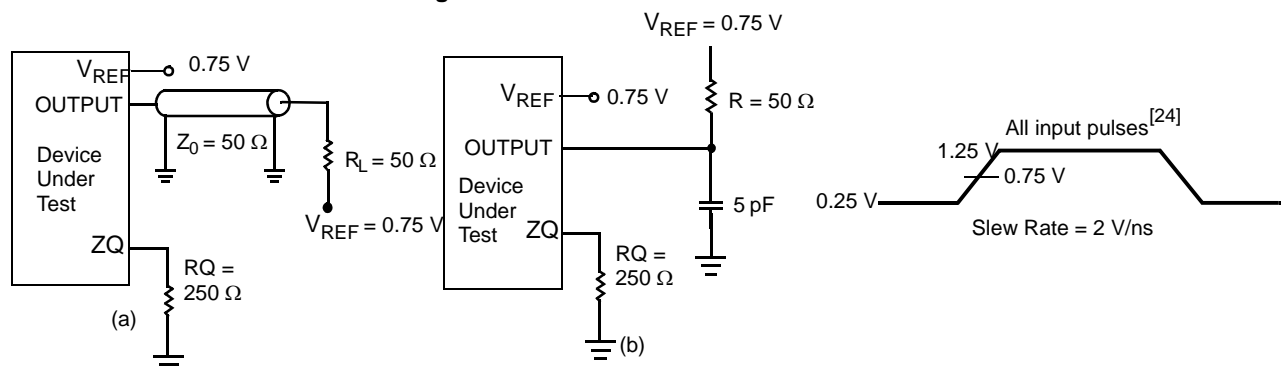 g
V_REF 0.75 V
OUTPUT
Z_0 = 50 Ω
Device
Under
Test
R_L = 50 Ω
V_REF = 0.75 V
ZQ
RQ =
250 Ω
(a)
V_REF = 0.75 V
R = 50 Ω
V_REF 0.75 V
OUTPUT
Device
Under
Test
5 pF
ZQ
RQ =
250 Ω
(b)
All input pulses[24]
1.25 V
0.75 V
0.25 V
Slew Rate = 2 V/ns